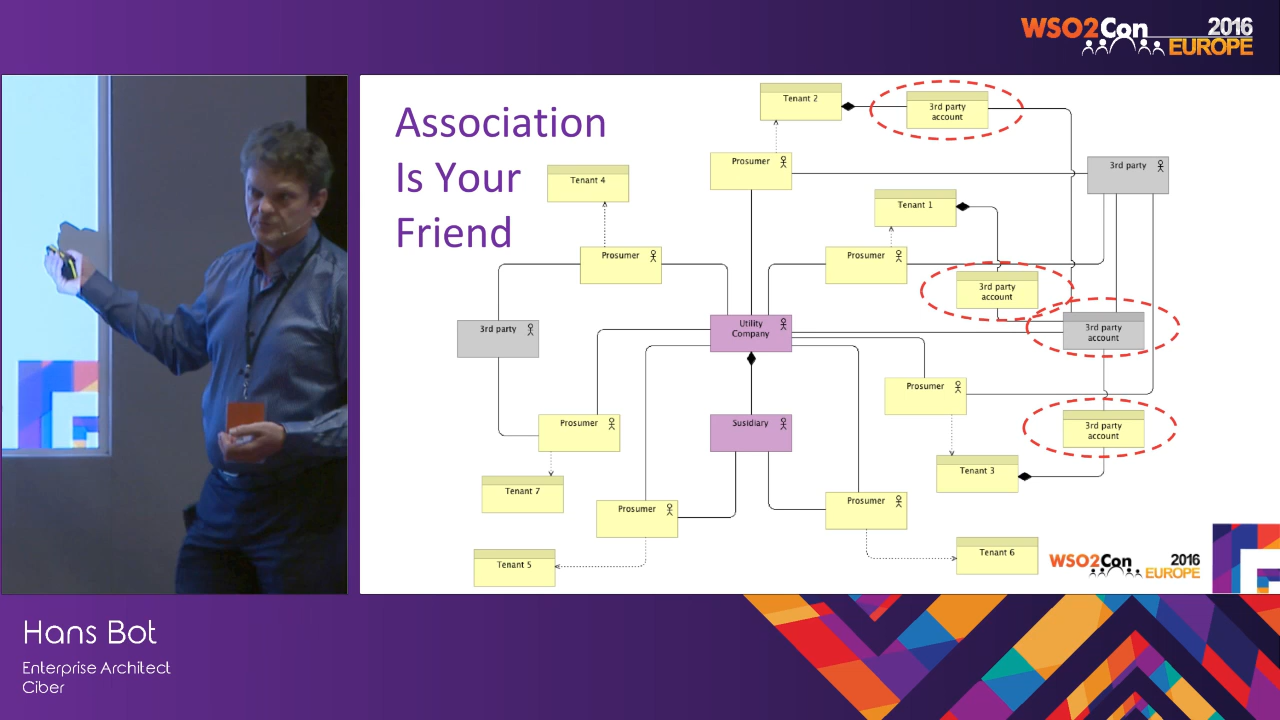 WSO2Con 2016
EUROPE
Association
Is Your
Friend
Tenant 2
3rd party
account
Prosumer
3rd party
Tenant 4
Tenant 1
Prosumer
Prosumer
3rd party
account
3rd party
Utility
Company
3rd party
account
Prosumer
Prosumer
Susidiary
3rd party
account
Tenant 3
Tenant 7
Prosumer
Prosumer
Tenant 5
Tenant 6
WSO2Con 2016
EUROPE
Hans Bot
Enterprise Architect
Ciber